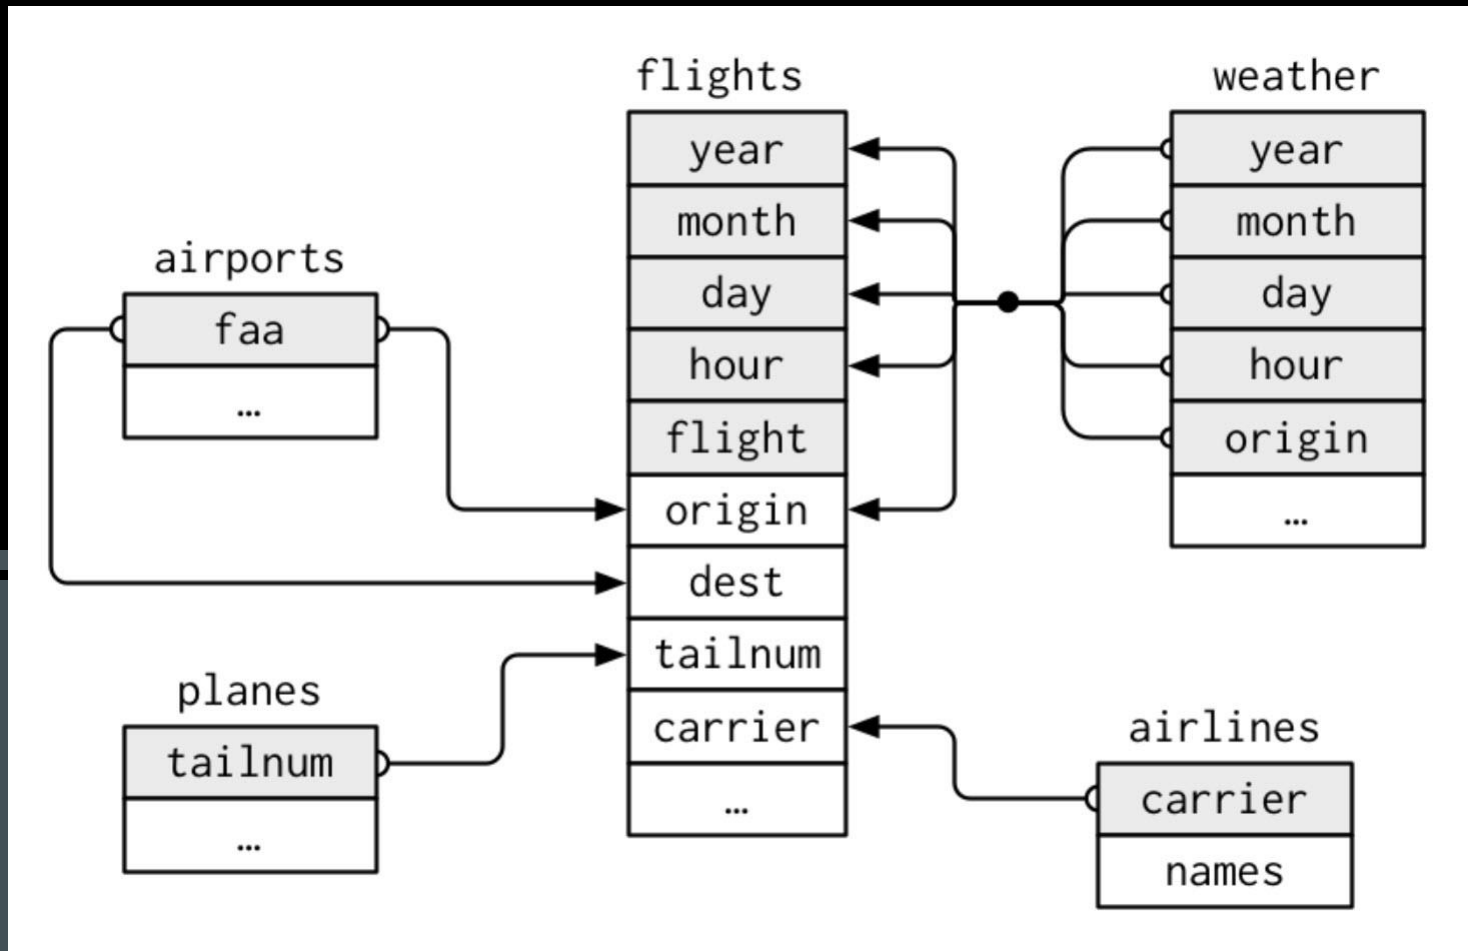 airports
faa
…
planes
tailnum
…
flights
year
month
day
hour
flight
origin
dest
tailnum
carrier
…
weather
year
month
day
hour
origin
…
airlines
carrier
names